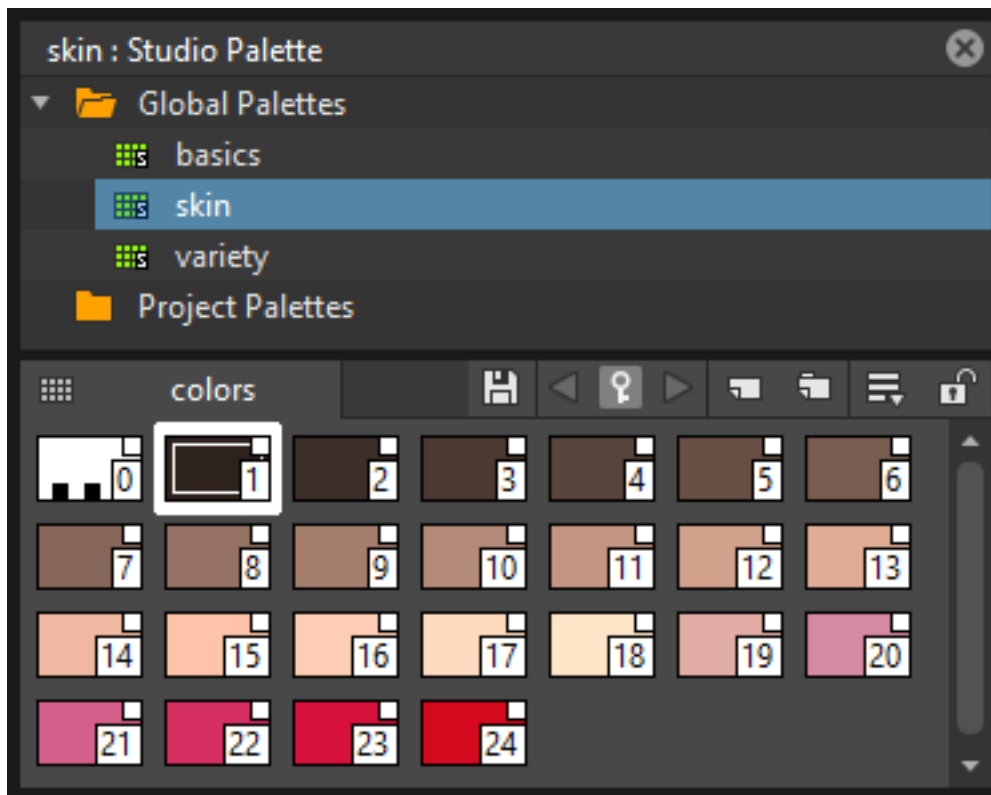 skin : Studio Palette
Global Palettes
basics
skin
variety
Project Palettes
colors
0 1 2 3 4 5 6
7 8 9 10 11 12 13
14 15 16 17 18 19 20
21 22 23 24